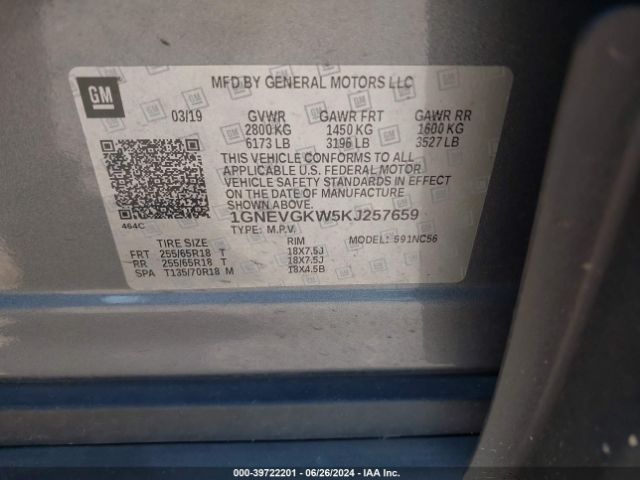 GM
MFD BY GENERAL MOTORS LLC
03/19 GVWR GAWR FRT GAWR RR
2800 KG 1450 KG 1600 KG
6173 LB 3196 LB 3527 LB
THIS VEHICLE CONFORMS TO ALL
APPLICABLE U.S. FEDERAL MOTOR
VEHICLE SAFETY STANDARDS IN EFFECT
ON THE DATE OF MANUFACTURE
SHOWN ABOVE.
464C
1GNEVGKW5KJ257659
TYPE: M.P.V. MODEL: 591NC56
TIRE SIZE RIM
FRT 255/65R18 T 18X7.5J
RR 255/65R18 T 18X7.5J
SPA T135/70R18 M 18X4.5B
000-39722201 - 06/26/2024 - IAA Inc.